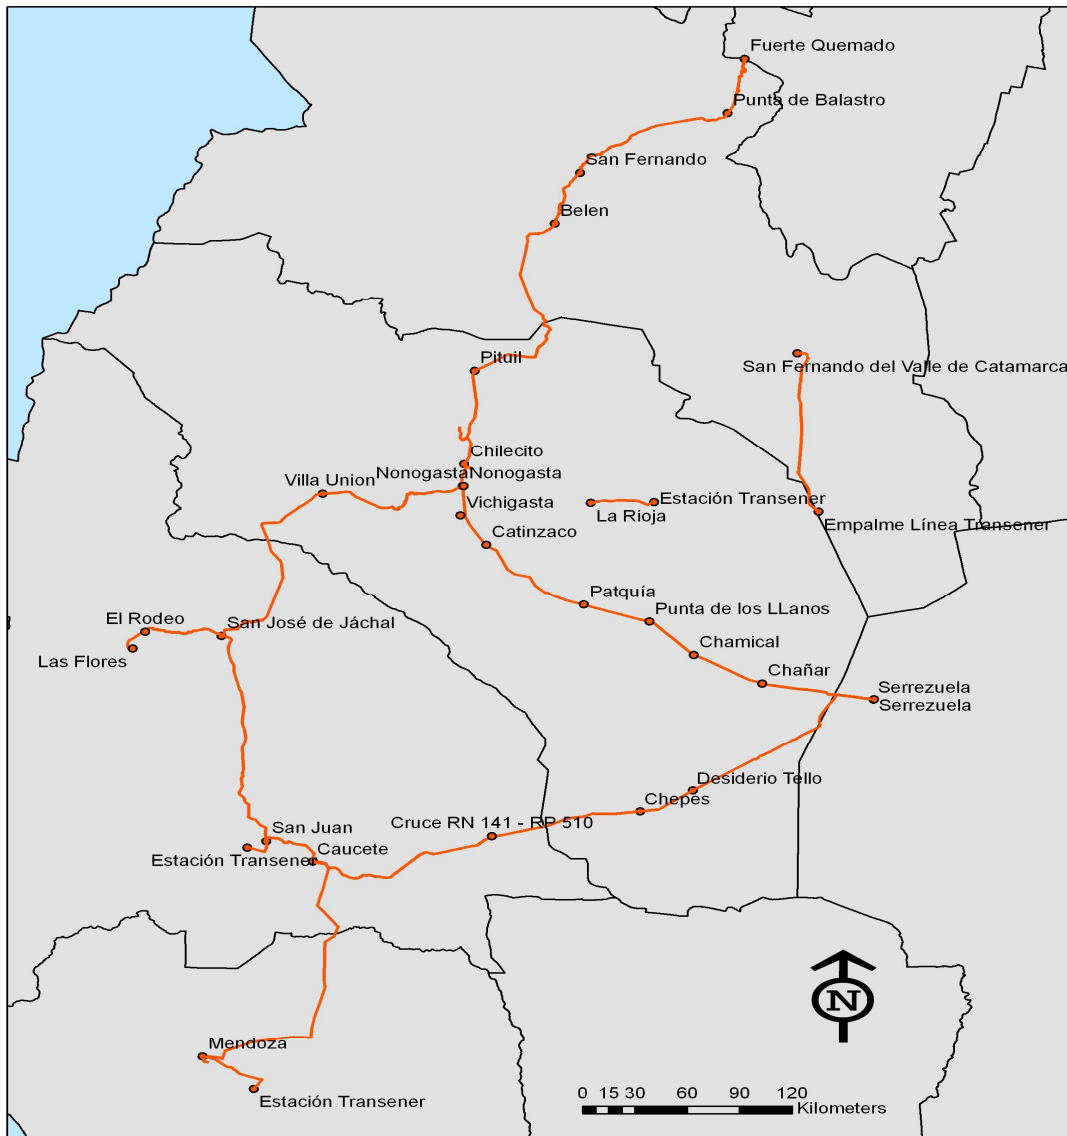 Fuerte Quemado
Punta de Balastro
San Fernando
Belen
Pituil
San Fernando del Valle de Catamarca
Chilecito
Villa Union
Nonogasta
Nonogasta
Vichigasta
Estación Transener
La Rioja
Empalme Línea Transener
Catinzaco
Patquía
El Rodeo
San José de Jáchal
Punta de los LLanos
Las Flores
Chamical
Chañar
Serrezuela
Serrezuela
Desiderio Tello
Chepes
Cruce RN 141 - RP 510
San Juan
Caucete
Estación Transener
N
Mendoza
Estación Transener
0 15 30 60 90 120
Kilometers